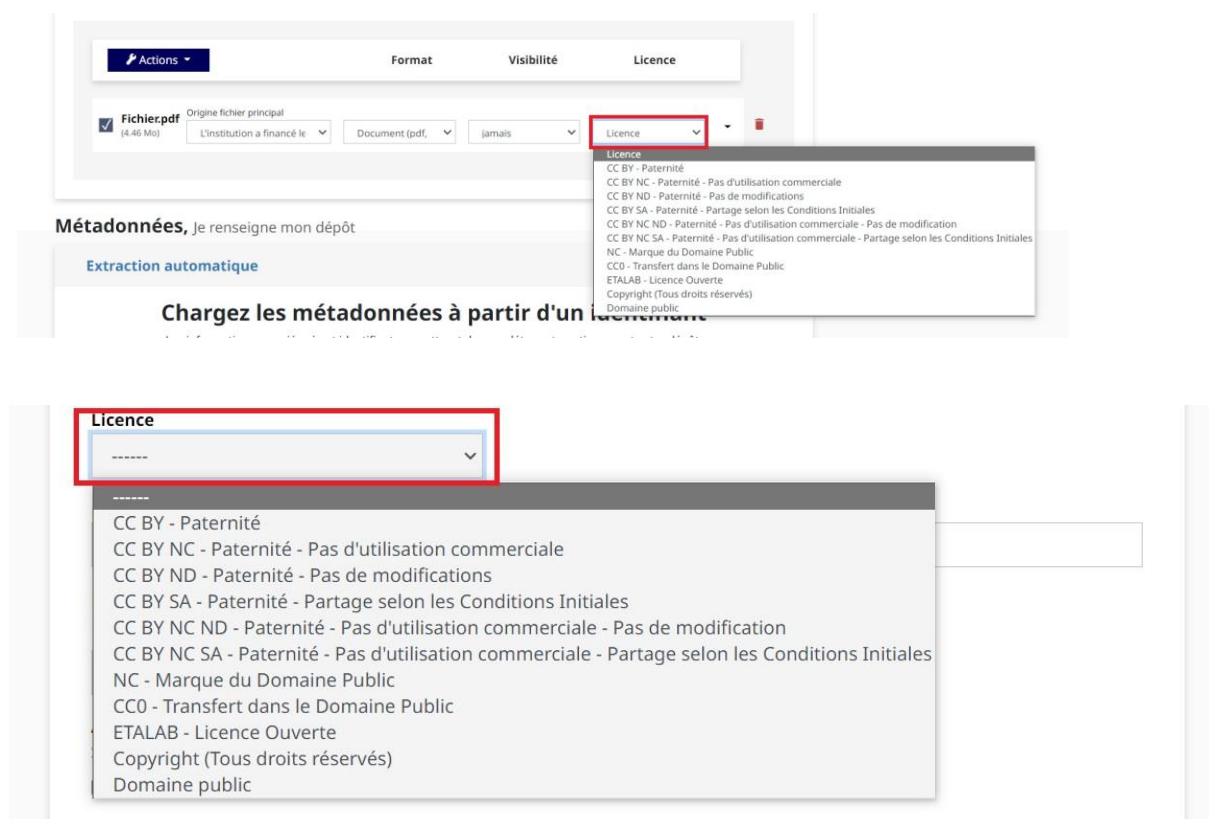 Actions Format Visibilité Licence
Origine fichier principal
Fichier.pdf
(4.46 Mo)
L'institution a financé le Document (pdf, jamais Licence
Licence
CC BY - Paternité
CC BY NC - Paternité - Pas d'utilisation commerciale
CC BY ND - Paternité - Pas de modifications
CC BY SA - Paternité - Partage selon les Conditions Initiales
CC BY NC ND - Paternité - Pas d'utilisation commerciale - Pas de modification
CC BY NC SA - Paternité - Pas d'utilisation commerciale - Partage selon les Conditions Initiales
NC - Marque du Domaine Public
CC0 - Transfert dans le Domaine Public
ETALAB - Licence Ouverte
Copyright (Tous droits réservés)
Domaine public
Métadonnées, Je renseigne mon dépôt
Extraction automatique
Chargez les métadonnées à partir d'un identifiant
Licence
------
------
CC BY - Paternité
CC BY NC - Paternité - Pas d'utilisation commerciale
CC BY ND - Paternité - Pas de modifications
CC BY SA - Paternité - Partage selon les Conditions Initiales
CC BY NC ND - Paternité - Pas d'utilisation commerciale - Pas de modification
CC BY NC SA - Paternité - Pas d'utilisation commerciale - Partage selon les Conditions Initiales
NC - Marque du Domaine Public
CC0 - Transfert dans le Domaine Public
ETALAB - Licence Ouverte
Copyright (Tous droits réservés)
Domaine public